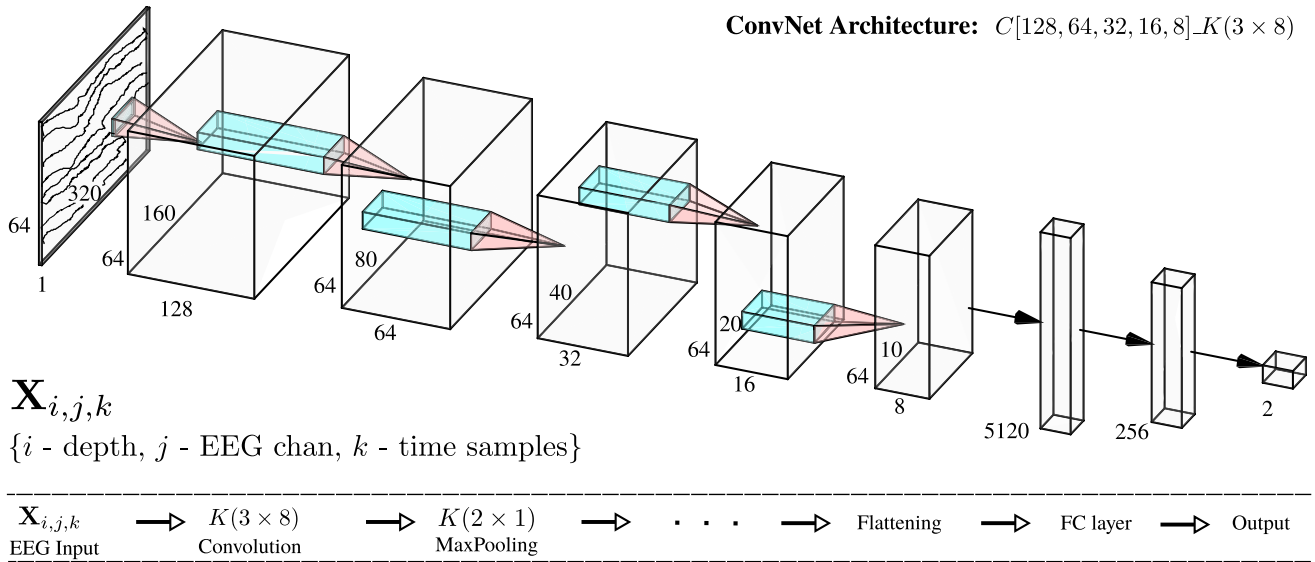 ConvNet Architecture: C[128, 64, 32, 16, 8]_K(3 × 8)
64
320
1
160
64
128
80
64
64
40
64
32
20
64
16
10
64
8
5120
256
2
X_{i,j,k}
{i - depth, j - EEG chan, k - time samples}
X_{i,j,k}
EEG Input
K(3 × 8)
Convolution
K(2 × 1)
MaxPooling
. . . .
Flattening
FC layer
Output